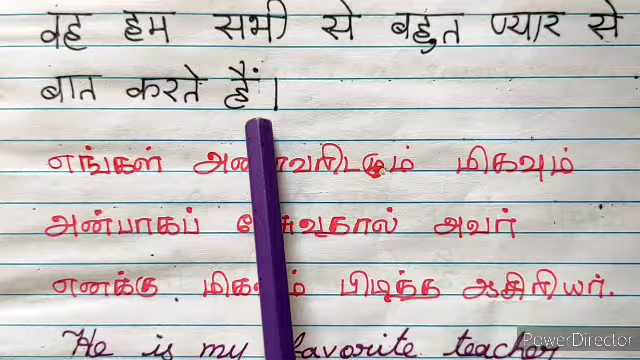 वह हम सभी से बहुत प्यार से
बात करते हैं।
எங்கள் மிகவும்
அன்பாகப் அவர்
எனக்கு பிடித்த ஆசிரியர்.
He is my favorite teacher
PowerDirector